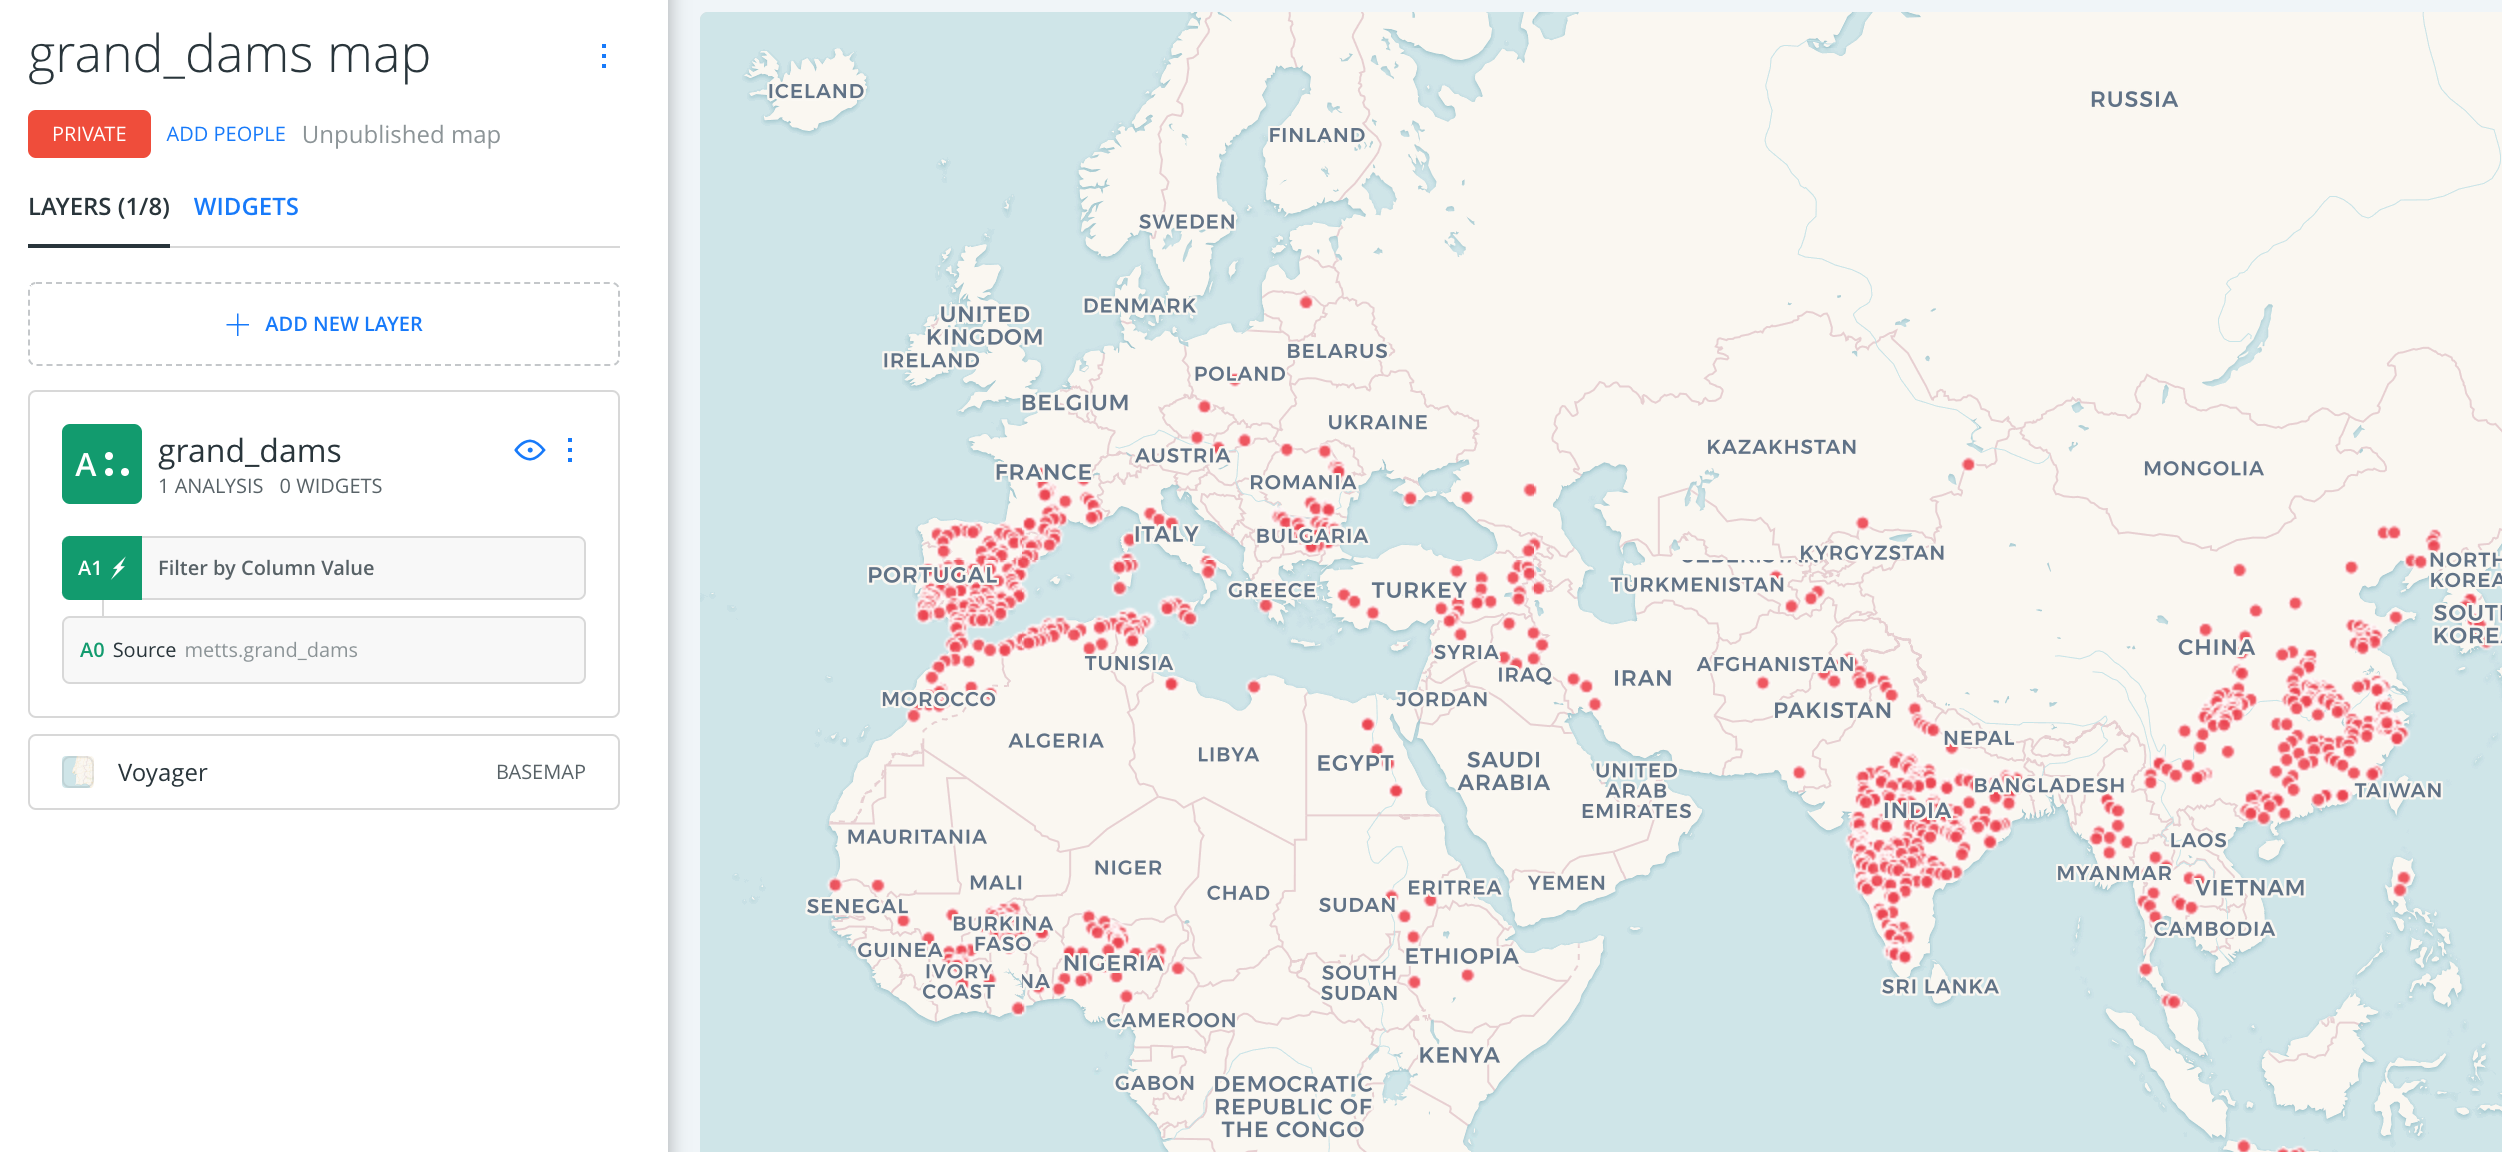 grand_dams map
PRIVATE ADD PEOPLE Unpublished map
LAYERS (1/8) WIDGETS
ADD NEW LAYER
A
grand_dams
1 ANALYSIS 0 WIDGETS
A1 Filter by Column Value
A0 Source metts.grand_dams
Voyager BASEMAP
ICELAND
RUSSIA
FINLAND
SWEDEN
DENMARK
UNITED
KINGDOM
IRELAND
BELARUS
POLAND
BELGIUM
UKRAINE
KAZAKHSTAN
AUSTRIA
FRANCE
MONGOLIA
ROMANIA
ITALY
BULGARIA
KYRGYZSTAN
UZBEKISTAN
NORTH
KOREA
PORTUGAL
GREECE
TURKEY
TURKMENISTAN
SOUTH
KOREA
CHINA
SYRIA
TUNISIA
AFGHANISTAN
IRAQ
IRAN
MOROCCO
JORDAN
PAKISTAN
ALGERIA
LIBYA
EGYPT
NEPAL
SAUDI
ARABIA
UNITED
ARAB
EMIRATES
BANGLADESH
TAIWAN
INDIA
MAURITANIA
LAOS
NIGER
MYANMAR
MALI
CHAD
ERITREA
YEMEN
VIETNAM
SENEGAL
SUDAN
BURKINA
FASO
CAMBODIA
GUINEA
NIGERIA
ETHIOPIA
IVORY
COAST
NA
SOUTH
SUDAN
SRI LANKA
CAMEROON
KENYA
GABON
DEMOCRATIC
REPUBLIC OF
THE CONGO